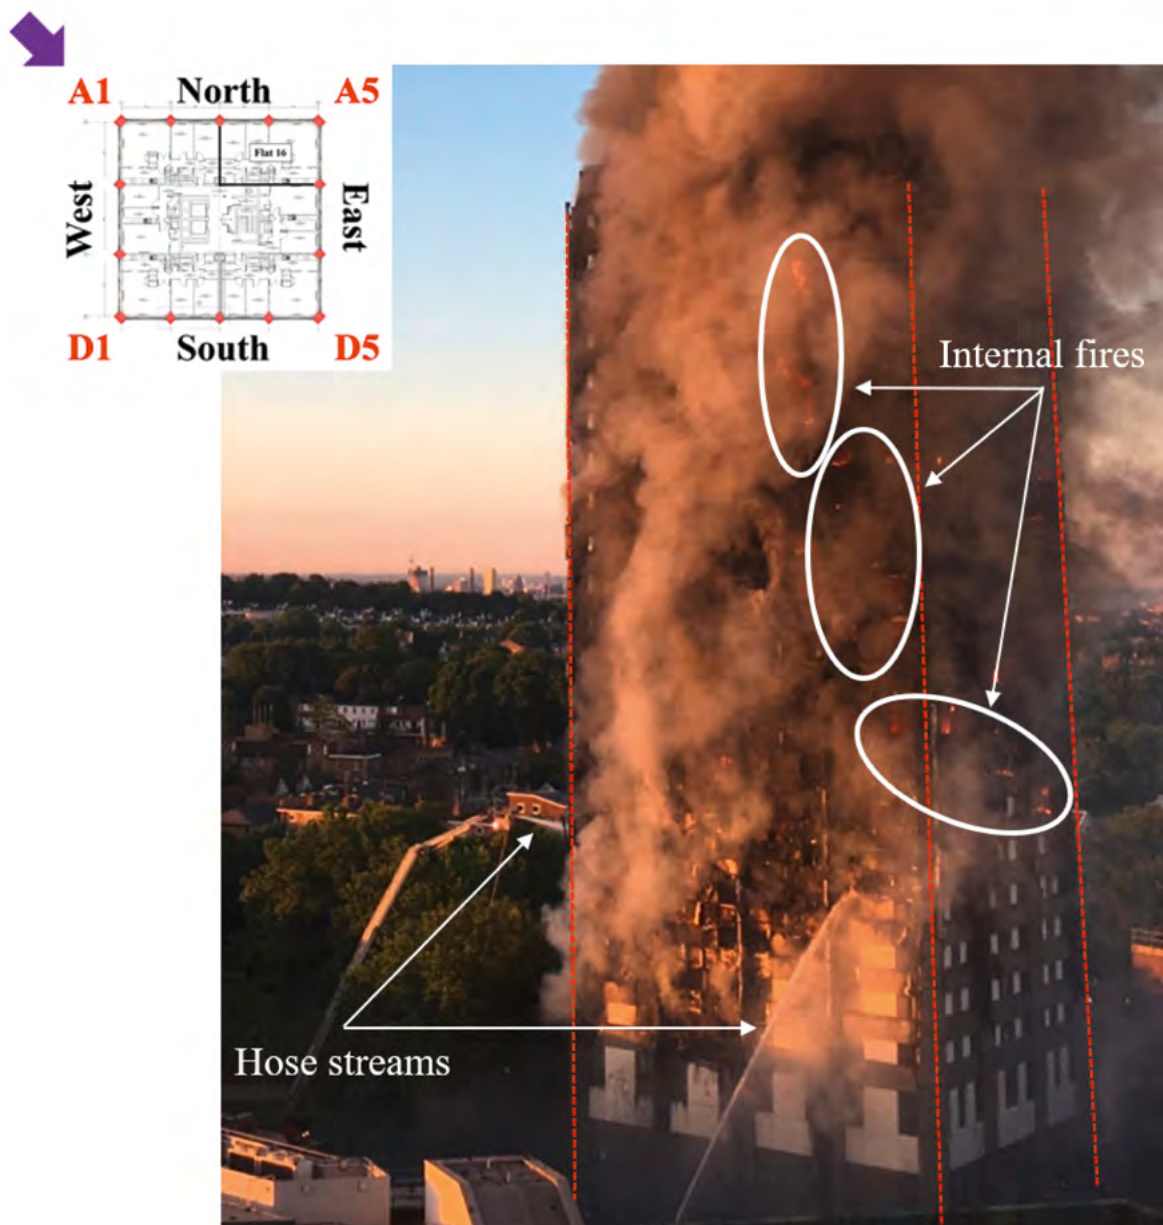 A1 North A5
Flat 16
West
East
D1 South D5
Internal fires
Hose streams